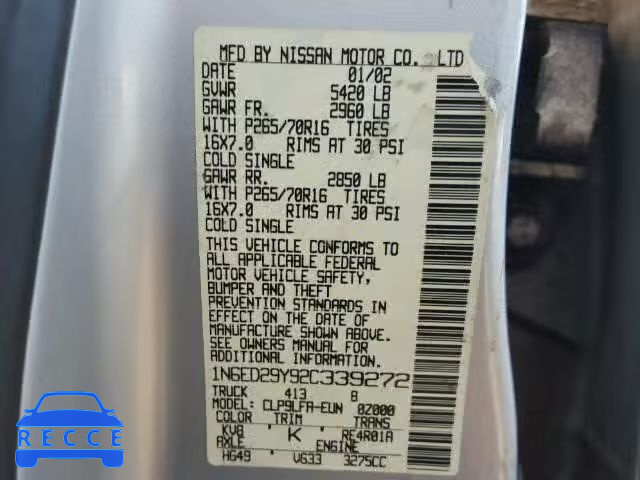 MFD BY NISSAN MOTOR CO., LTD
DATE 01/02
GVWR 5420 LB
GAWR FR. 2960 LB
WITH P265/70R16 TIRES
16X7.0 RIMS AT 30 PSI
COLD SINGLE
GAWR RR. 2850 LB
WITH P265/70R16 TIRES
16X7.0 RIMS AT 30 PSI
COLD SINGLE
THIS VEHICLE CONFORMS TO
ALL APPLICABLE FEDERAL
MOTOR VEHICLE SAFETY,
BUMPER AND THEFT
PREVENTION STANDARDS IN
EFFECT ON THE DATE OF
MANUFACTURE SHOWN ABOVE.
SEE OWNERS MANUAL FOR
ADDITIONAL INFORMATION.
1N6ED29Y92C339272
TRUCK 413 B
MODEL CLP9LFA-EUN 0Z000
COLOR TRIM TRANS
KV8 'K' RE4R01A
AXLE ENGINE
HG49 VG33 3275CC
RECCE